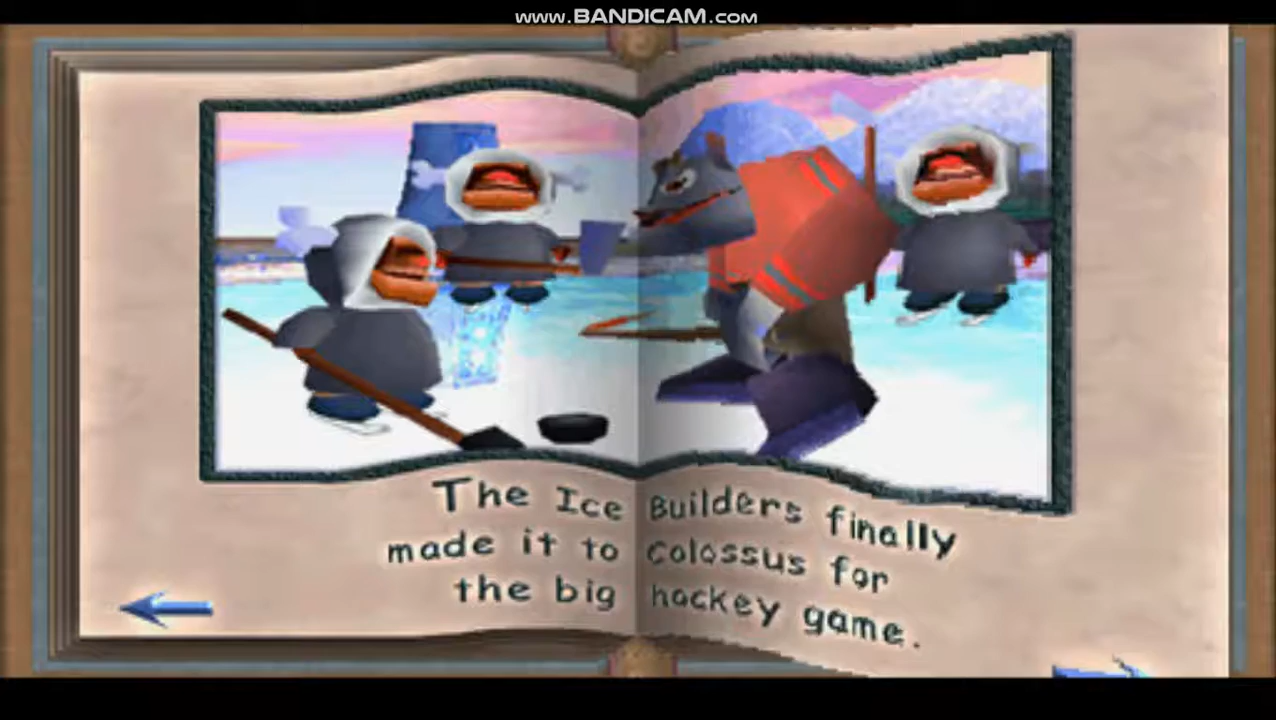 www.BANDICAM.com
The Ice Builders finally
made it to Colossus for
the big hockey game.